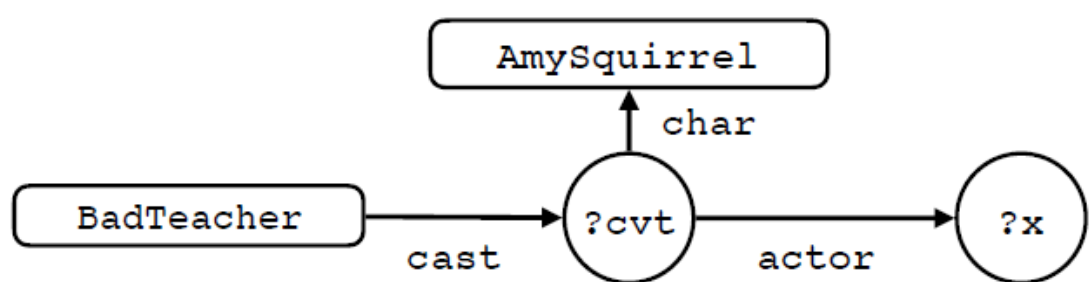 AmySquirrel
char
BadTeacher
?cvt
?x
cast
actor